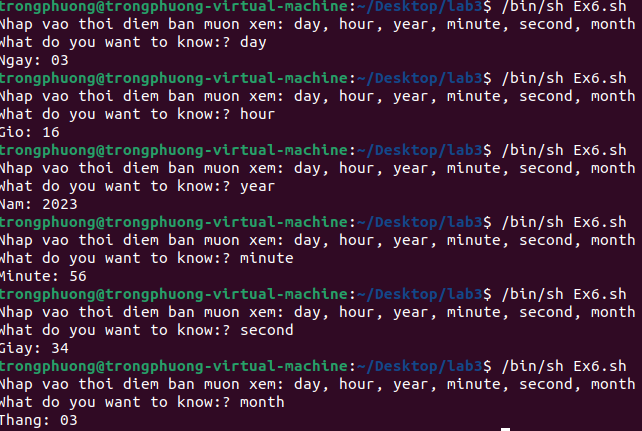 trongphuong@trongphuong-virtual-machine:~/Desktop/lab3$ /bin/sh Ex6.sh
Nhap vao thoi diem ban muon xem: day, hour, year, minute, second, month
What do you want to know:? day
Ngay: 03
trongphuong@trongphuong-virtual-machine:~/Desktop/lab3$ /bin/sh Ex6.sh
Nhap vao thoi diem ban muon xem: day, hour, year, minute, second, month
What do you want to know:? hour
Gio: 16
trongphuong@trongphuong-virtual-machine:~/Desktop/lab3$ /bin/sh Ex6.sh
Nhap vao thoi diem ban muon xem: day, hour, year, minute, second, month
What do you want to know:? year
Nam: 2023
trongphuong@trongphuong-virtual-machine:~/Desktop/lab3$ /bin/sh Ex6.sh
Nhap vao thoi diem ban muon xem: day, hour, year, minute, second, month
What do you want to know:? minute
Minute: 56
trongphuong@trongphuong-virtual-machine:~/Desktop/lab3$ /bin/sh Ex6.sh
Nhap vao thoi diem ban muon xem: day, hour, year, minute, second, month
What do you want to know:? second
Giay: 34
trongphuong@trongphuong-virtual-machine:~/Desktop/lab3$ /bin/sh Ex6.sh
Nhap vao thoi diem ban muon xem: day, hour, year, minute, second, month
What do you want to know:? month
Thang: 03